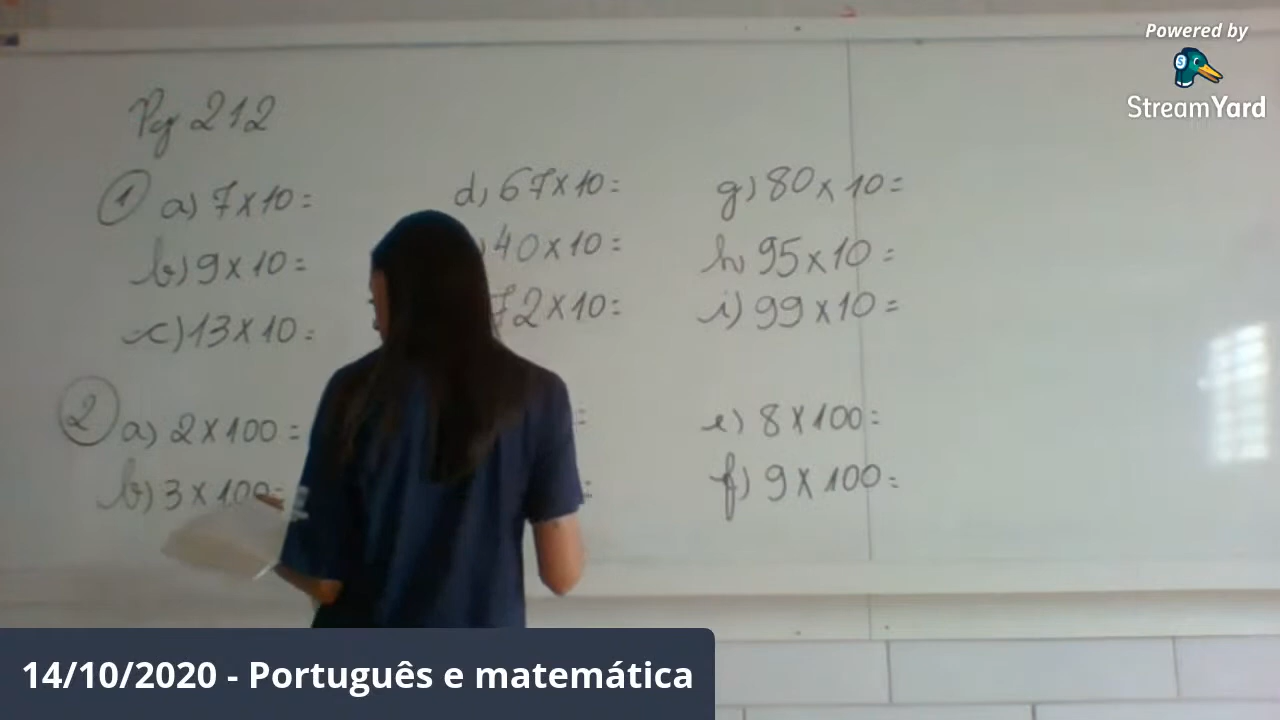 Powered by
StreamYard
Pg 212
1 a) 7x10=
b) 9x10=
c) 13x10=
d) 67x10=
) 40x10=
72x10=
g) 80x10=
h) 95x10=
i) 99x10=
2 a) 2x100=
b) 3x100=
=
=
e) 8x100=
f) 9x100=
14/10/2020 - Português e matemática